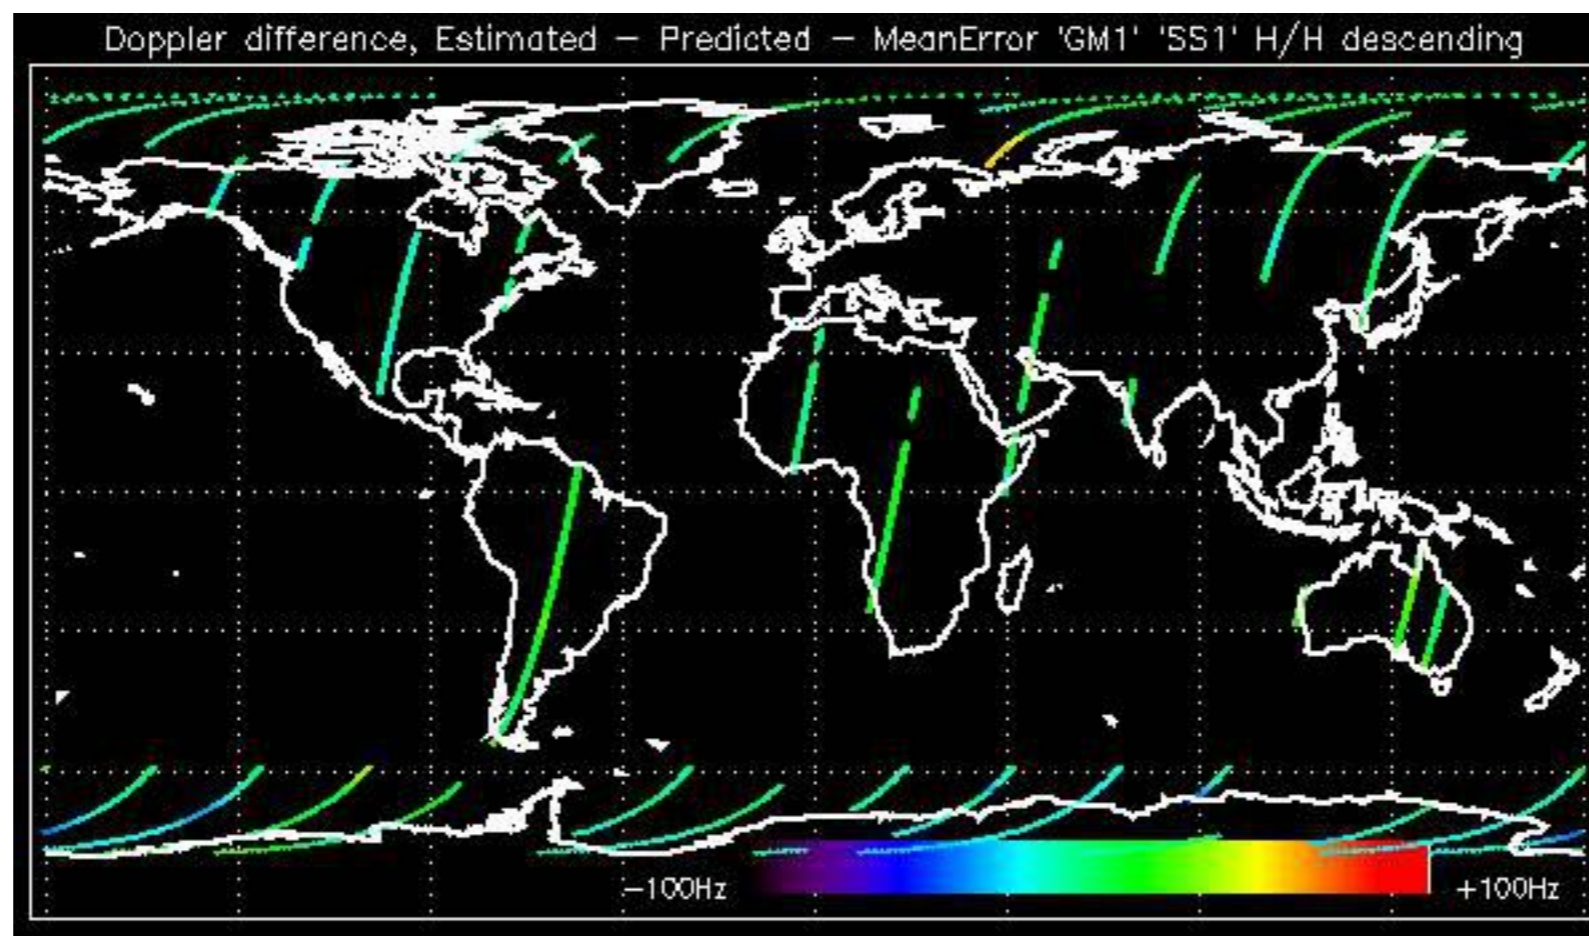 Doppler difference, Estimated – Predicted – MeanError 'GM1' 'SS1' H/H descending
−100Hz
+100Hz